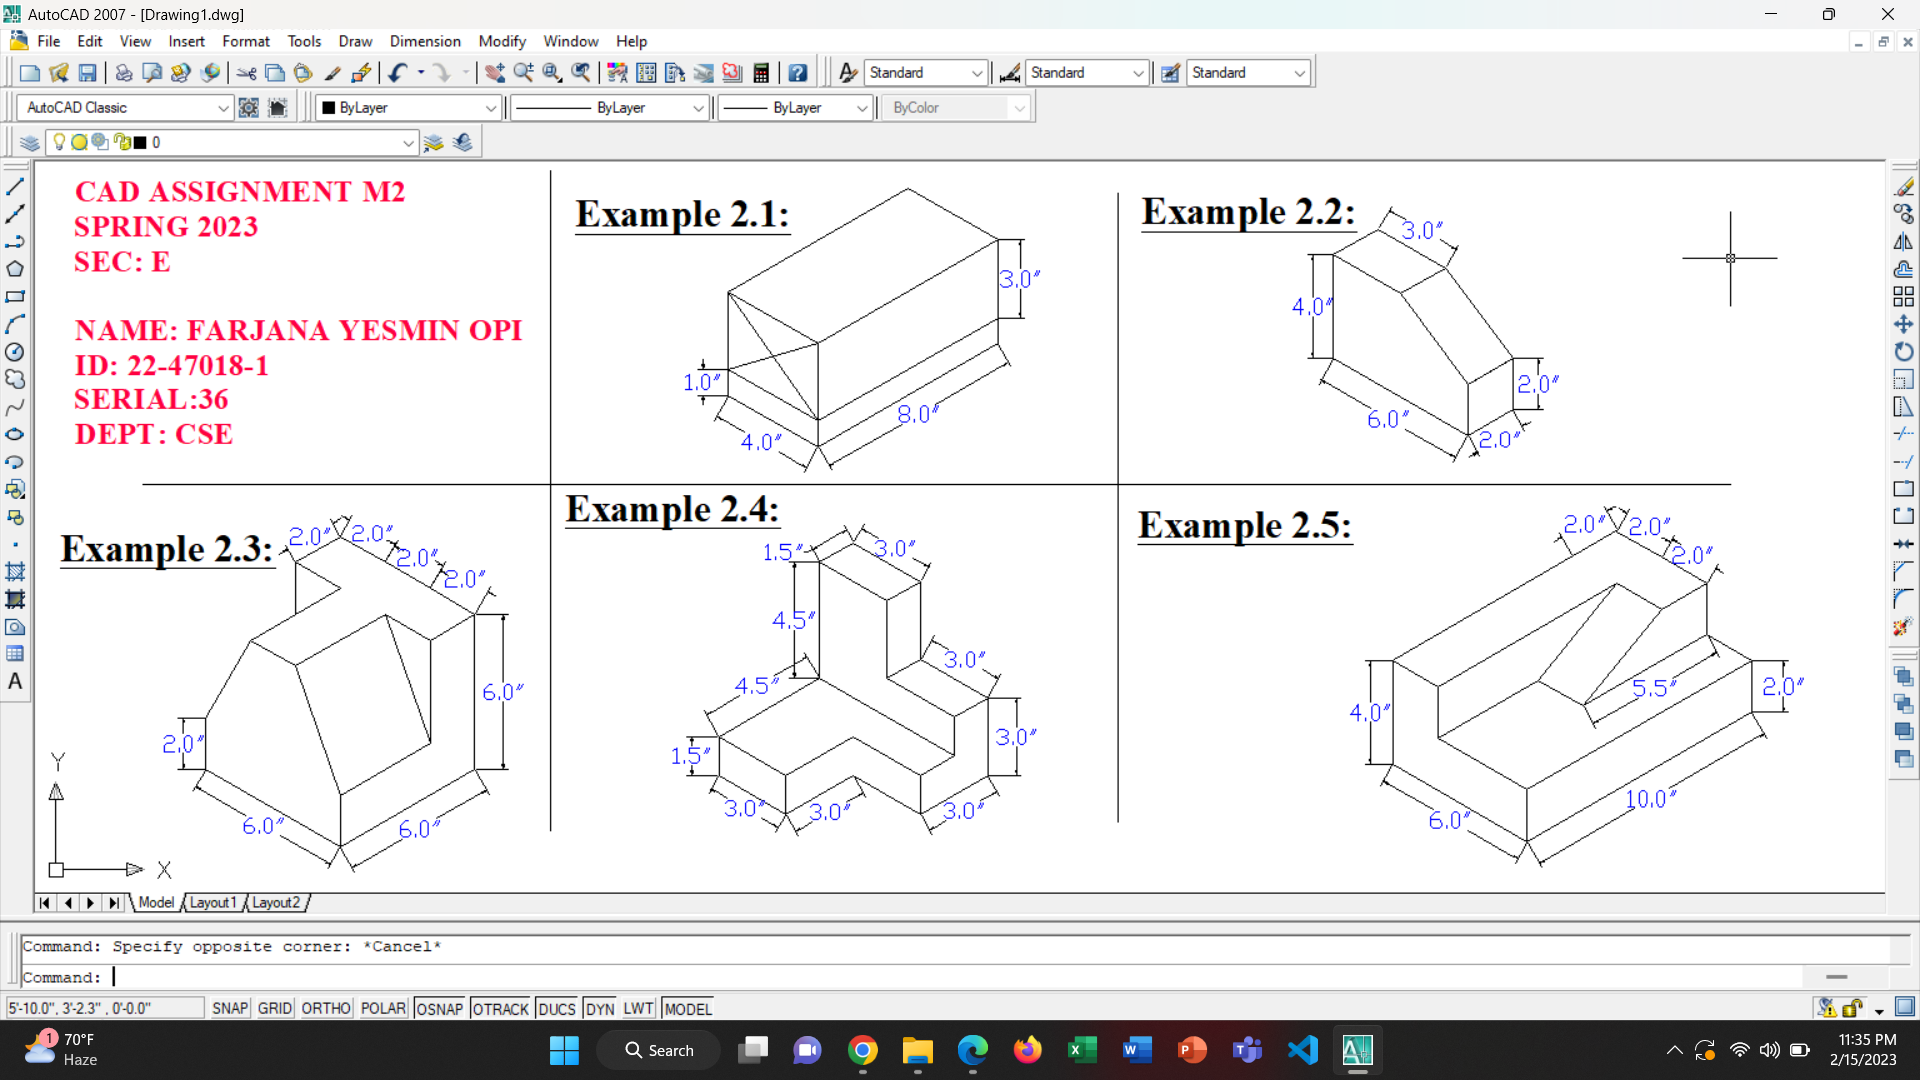 AutoCAD 2007 - [Drawing1.dwg]
File Edit View Insert Format Tools Draw Dimension Modify Window Help
Standard Standard Standard
AutoCAD Classic ByLayer ByLayer ByLayer ByColor
0
CAD ASSIGNMENT M2
SPRING 2023
SEC: E
NAME: FARJANA YESMIN OPI
ID: 22-47018-1
SERIAL:36
DEPT: CSE
Example 2.1:
3.0"
1.0"
8.0"
4.0"
Example 2.2:
3.0"
4.0"
2.0"
6.0"
2.0"
Example 2.3:
2.0" 2.0"
2.0"
2.0"
6.0"
2.0"
6.0"
6.0"
Example 2.4:
1.5" 3.0"
4.5"
3.0"
4.5"
3.0"
1.5"
3.0" 3.0" 3.0"
Example 2.5:
2.0" 2.0"
2.0"
5.5" 2.0"
4.0"
10.0"
6.0"
Y
X
Model Layout1 Layout2
Command: Specify opposite corner: *Cancel*
Command:
5'-10.0", 3'-2.3" , 0'-0.0" SNAP GRID ORTHO POLAR OSNAP OTRACK DUCS DYN LWT MODEL
1
70°F
Haze
Search
11:35 PM
2/15/2023